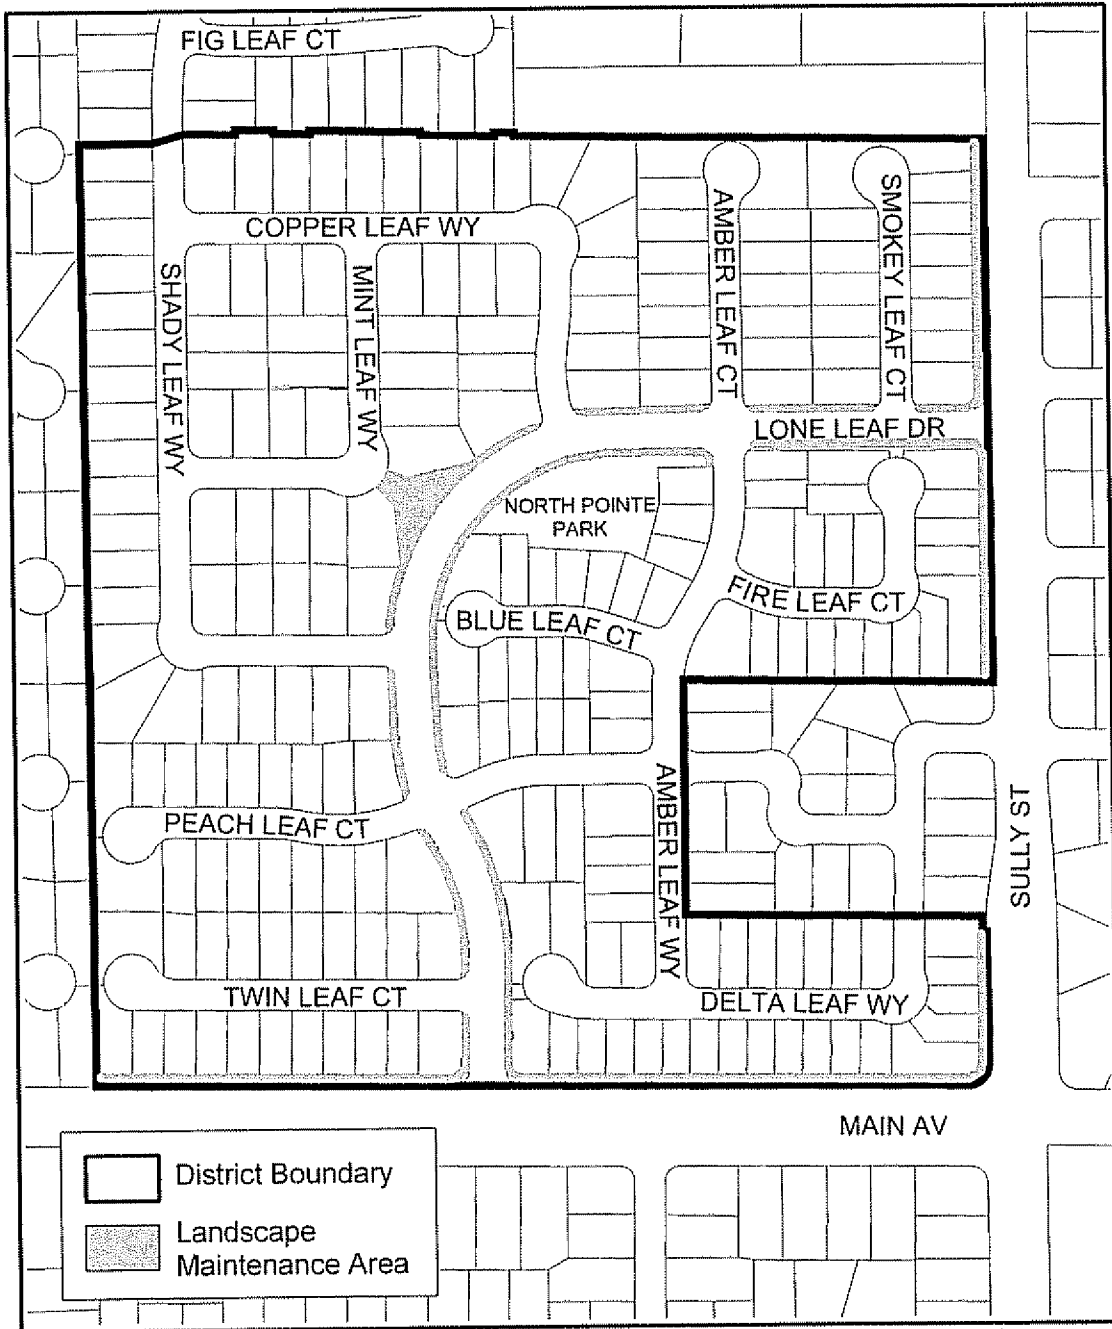 FIG LEAF CT
COPPER LEAF WY
SHADY LEAF WY
MINT LEAF WY
AMBER LEAF CT
SMOKEY LEAF CT
LONE LEAF DR
NORTH POINTE
PARK
FIRE LEAF CT
BLUE LEAF CT
PEACH LEAF CT
AMBER LEAF WY
SULLY ST
TWIN LEAF CT
DELTA LEAF WY
MAIN AV
District Boundary
Landscape
Maintenance Area